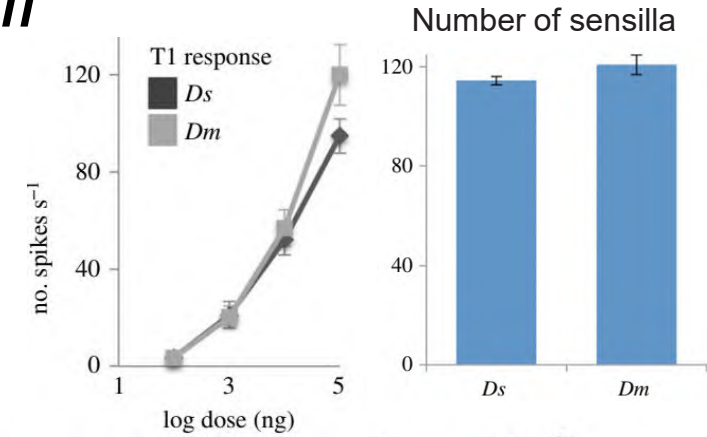 Number of sensilla
T1 response
Ds
Dm
no. spikes s⁻¹
120
80
40
0
1
3
5
log dose (ng)
120
80
40
0
Ds
Dm